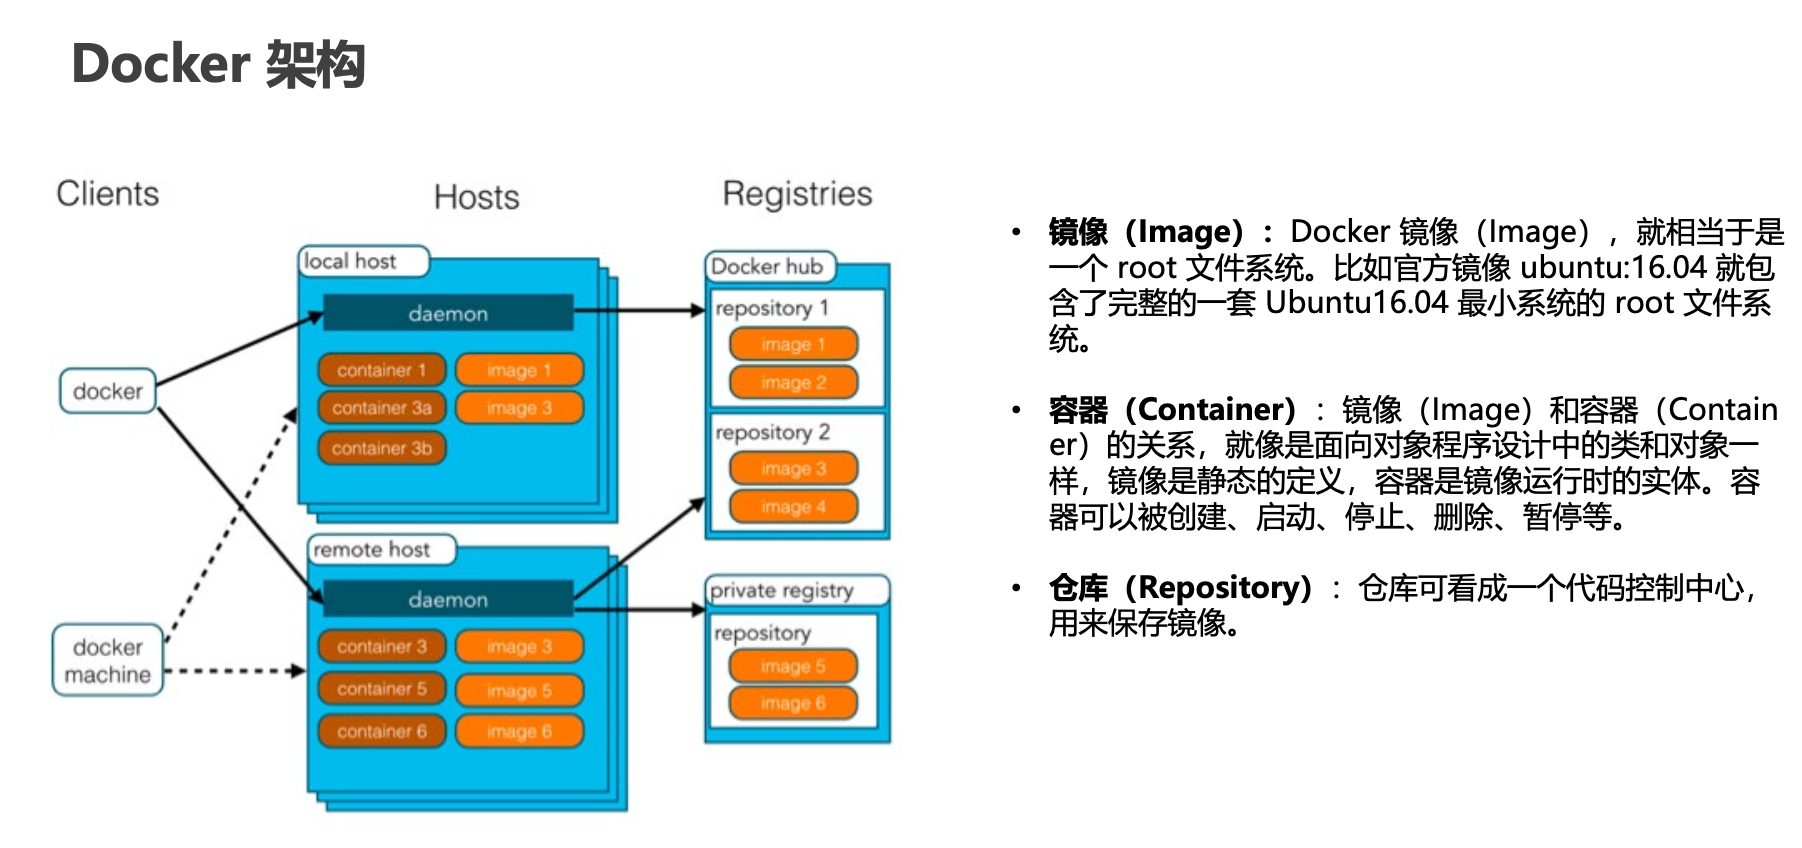 Docker 架构
Clients
Hosts
Registries
local host
daemon
container 1
image 1
container 3a
image 3
container 3b
docker
docker
machine
remote host
daemon
container 3
image 3
container 5
image 5
container 6
image 6
Docker hub
repository 1
image 1
image 2
repository 2
image 3
image 4
private registry
repository
image 5
image 6
• 镜像（Image）：Docker 镜像（Image），就相当于是
一个 root 文件系统。比如官方镜像 ubuntu:16.04 就包
含了完整的一套 Ubuntu16.04 最小系统的 root 文件系
统。
• 容器（Container）：镜像（Image）和容器（Contain
er）的关系，就像是面向对象程序设计中的类和对象一
样，镜像是静态的定义，容器是镜像运行时的实体。容
器可以被创建、启动、停止、删除、暂停等。
• 仓库（Repository）：仓库可看成一个代码控制中心，
用来保存镜像。